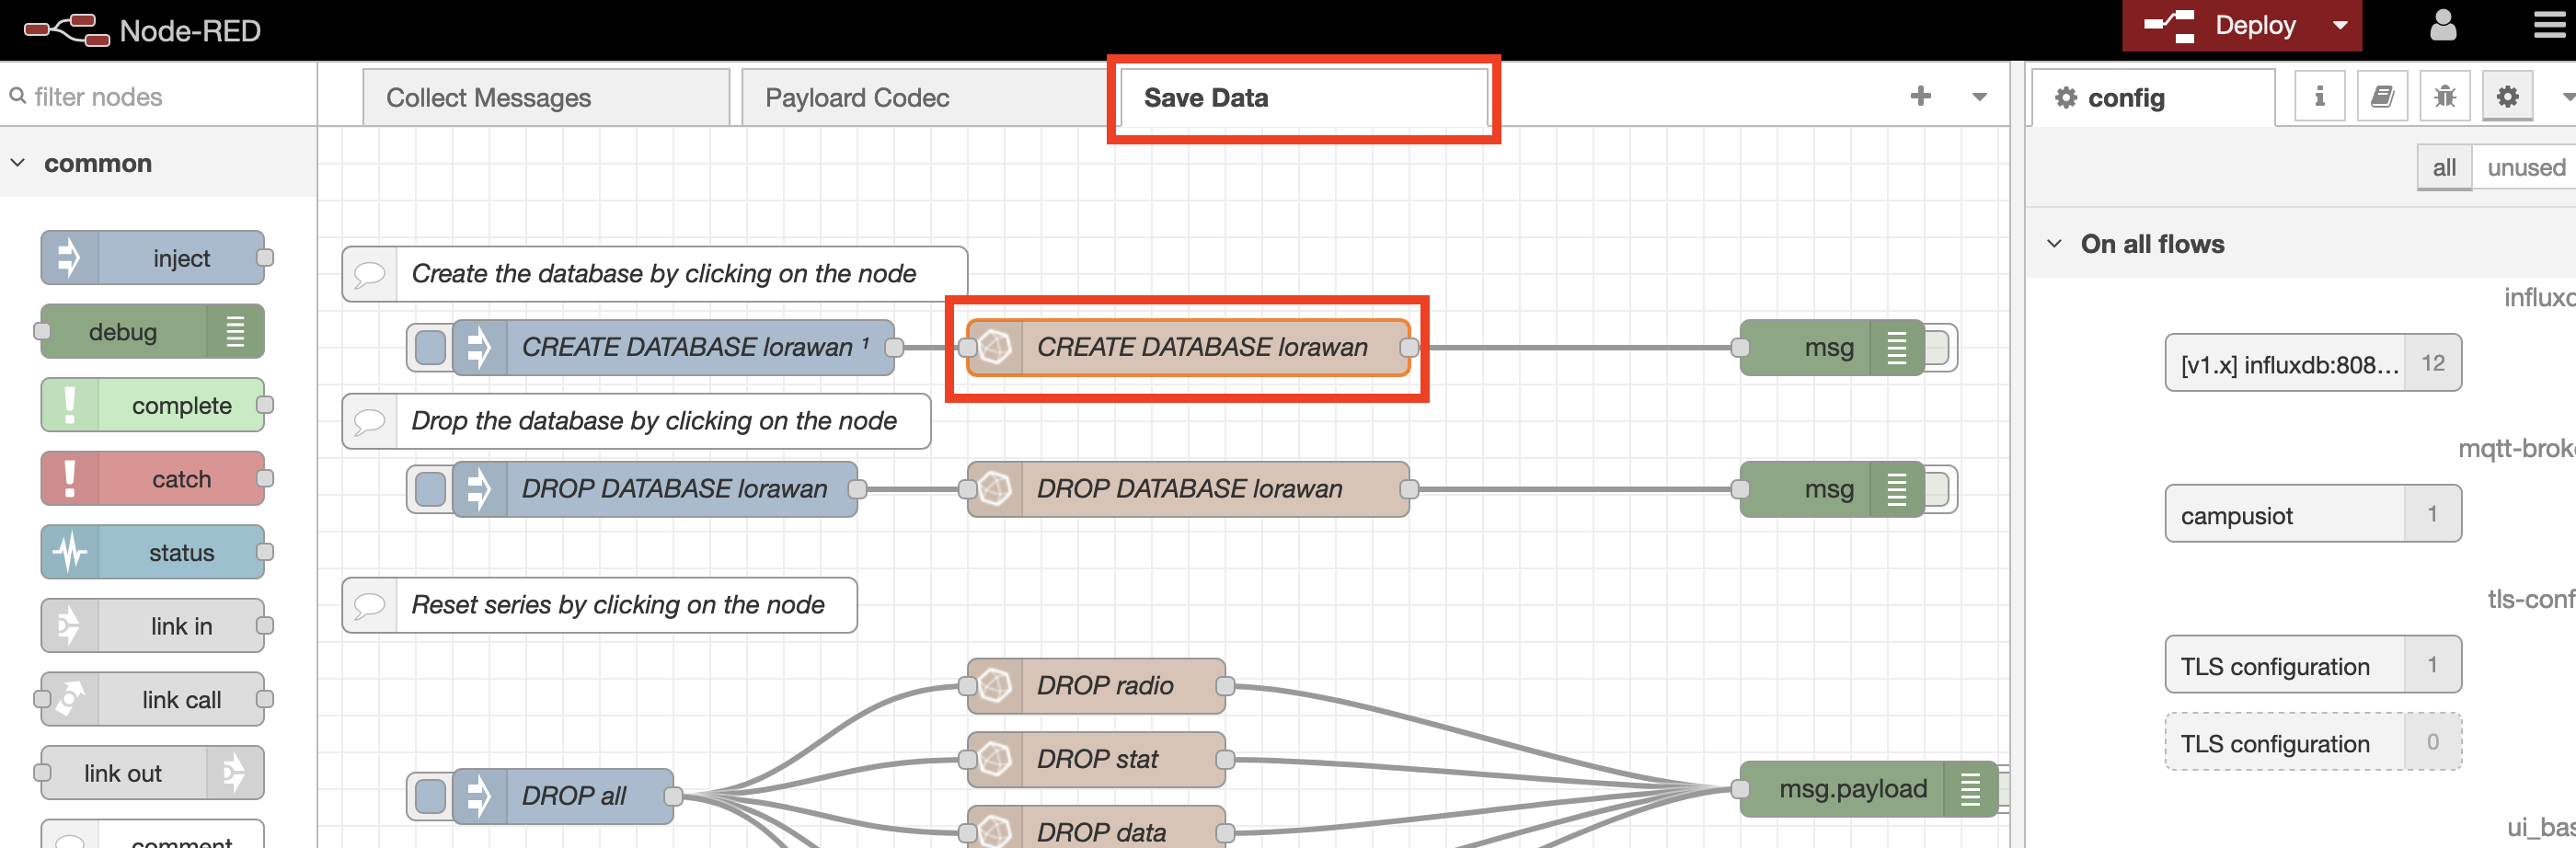 Node-RED
Deploy
filter nodes
Collect Messages
Payloard Codec
Save Data
config
all
unused
common
On all flows
inject
debug
complete
catch
status
link in
link call
link out
comment
Create the database by clicking on the node
CREATE DATABASE lorawan ¹
CREATE DATABASE lorawan
msg
Drop the database by clicking on the node
DROP DATABASE lorawan
DROP DATABASE lorawan
msg
Reset series by clicking on the node
DROP all
DROP radio
DROP stat
DROP data
msg.payload
influxd
[v1.x] influxdb:808...
12
mqtt-brok
campusiot
1
tls-conf
TLS configuration
1
TLS configuration
0
ui_bas